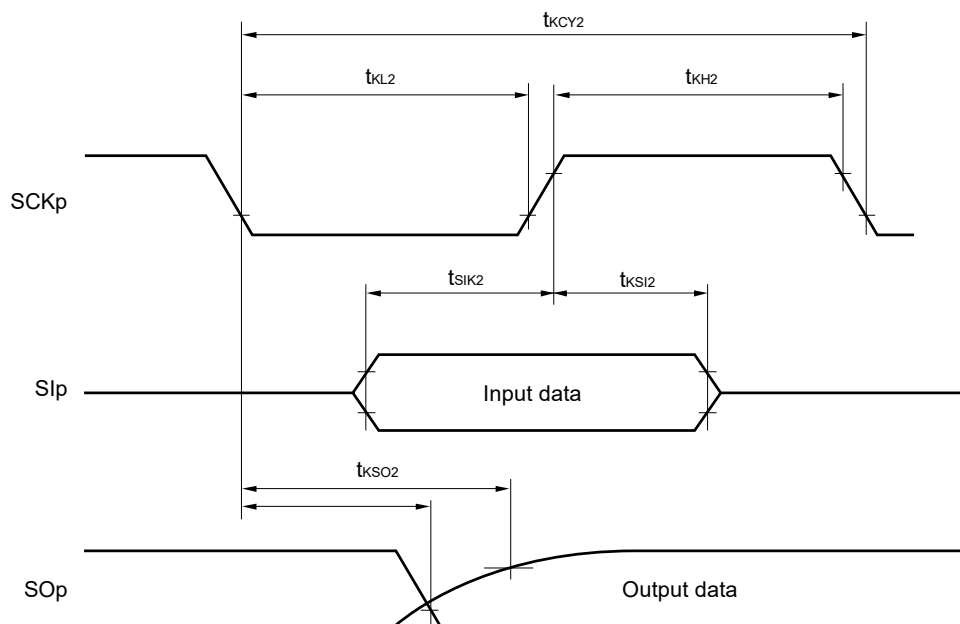 tKCY2
tKL2
tKH2
SCKp
tSIK2
tKSI2
SIp
Input data
tKSO2
SOp
Output data